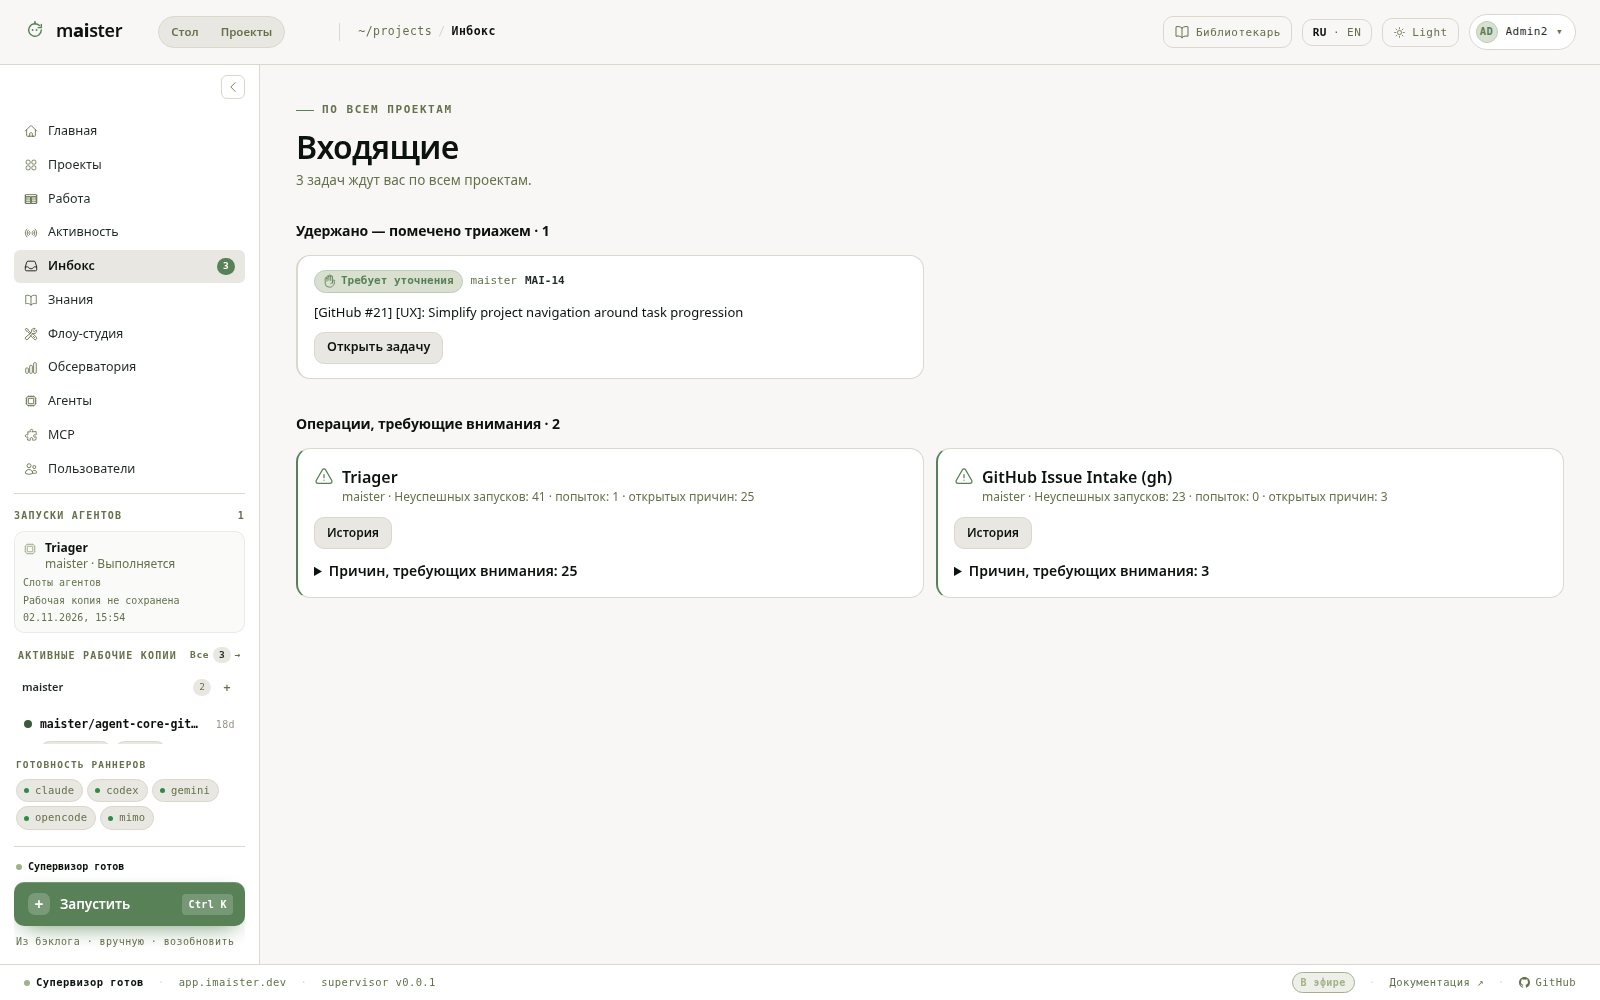 maister
Стол Проекты
~/projects / Инбокс
Библиотекарь
RU · EN
Light
AD Admin2 ▾
Главная
Проекты
Работа
Активность
Инбокс 3
Знания
Флоу-студия
Обсерватория
Агенты
MCP
Пользователи
ЗАПУСКИ АГЕНТОВ 1
Triager
maister · Выполняется
Слоты агентов
Рабочая копия не сохранена
02.11.2026, 15:54
АКТИВНЫЕ РАБОЧИЕ КОПИИ Все 3 →
maister 2 +
maister/agent-core-git… 18d
ГОТОВНОСТЬ РАННЕРОВ
claude codex gemini
opencode mimo
Супервизор готов
+ Запустить Ctrl K
Из бэклога · вручную · возобновить
ПО ВСЕМ ПРОЕКТАМ
Входящие
3 задач ждут вас по всем проектам.
Удержано — помечено триажем · 1
Требует уточнения maister MAI-14
[GitHub #21] [UX]: Simplify project navigation around task progression
Открыть задачу
Операции, требующие внимания · 2
Triager
maister · Неуспешных запусков: 41 · попыток: 1 · открытых причин: 25
История
▶ Причин, требующих внимания: 25
GitHub Issue Intake (gh)
maister · Неуспешных запусков: 23 · попыток: 0 · открытых причин: 3
История
▶ Причин, требующих внимания: 3
Супервизор готов · app.imaister.dev · supervisor v0.0.1
В эфире · Документация ↗ · GitHub